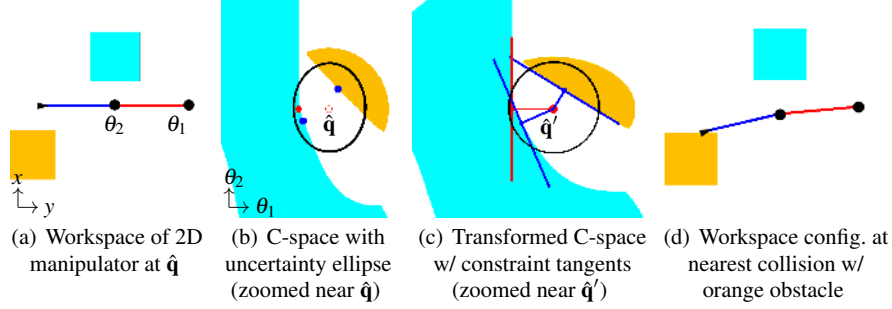 θ₂
θ₁
x
y
q̂
θ₂
θ₁
q̂′
(a) Workspace of 2D
manipulator at q̂
(b) C-space with
uncertainty ellipse
(zoomed near q̂)
(c) Transformed C-space
w/ constraint tangents
(zoomed near q̂′)
(d) Workspace config. at
nearest collision w/
orange obstacle